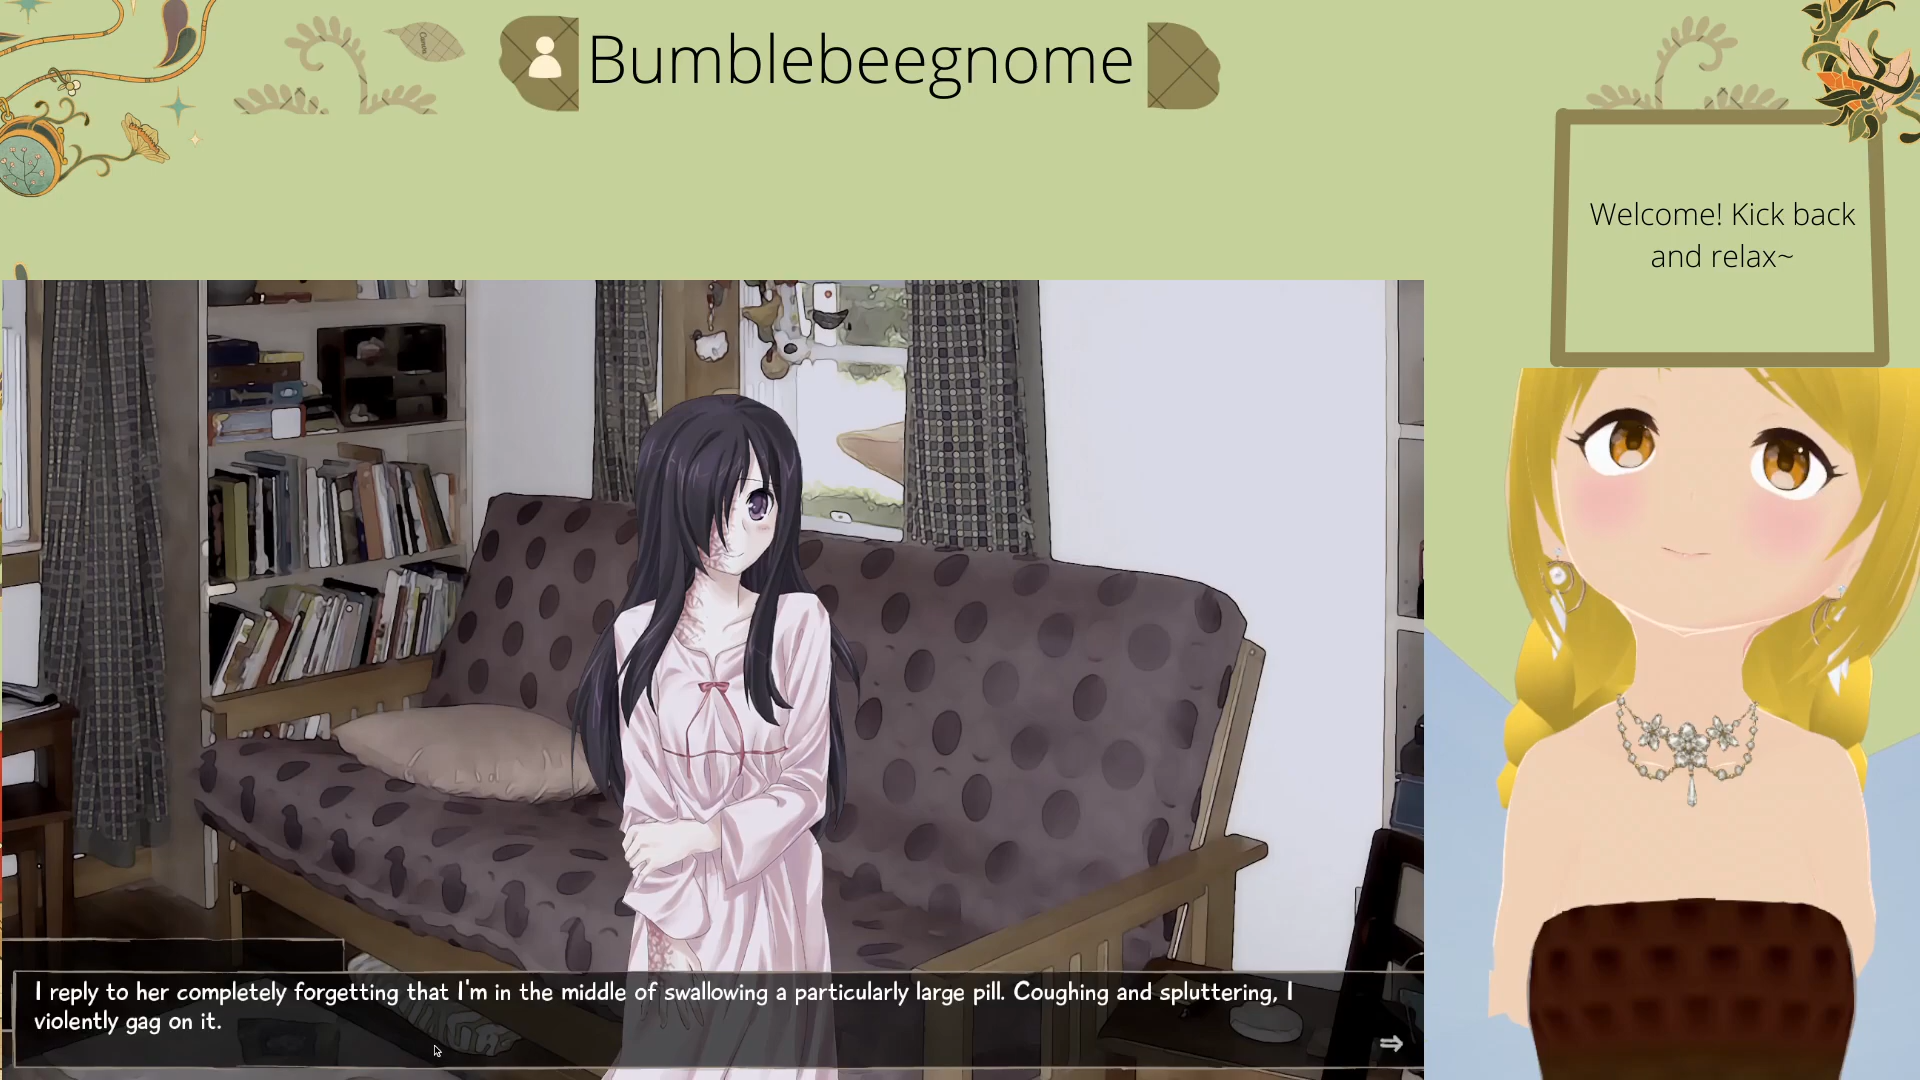 Bumblebeegnome
Canva
Welcome! Kick back
and relax~
I reply to her completely forgetting that I'm in the middle of swallowing a particularly large pill. Coughing and spluttering, I
violently gag on it.